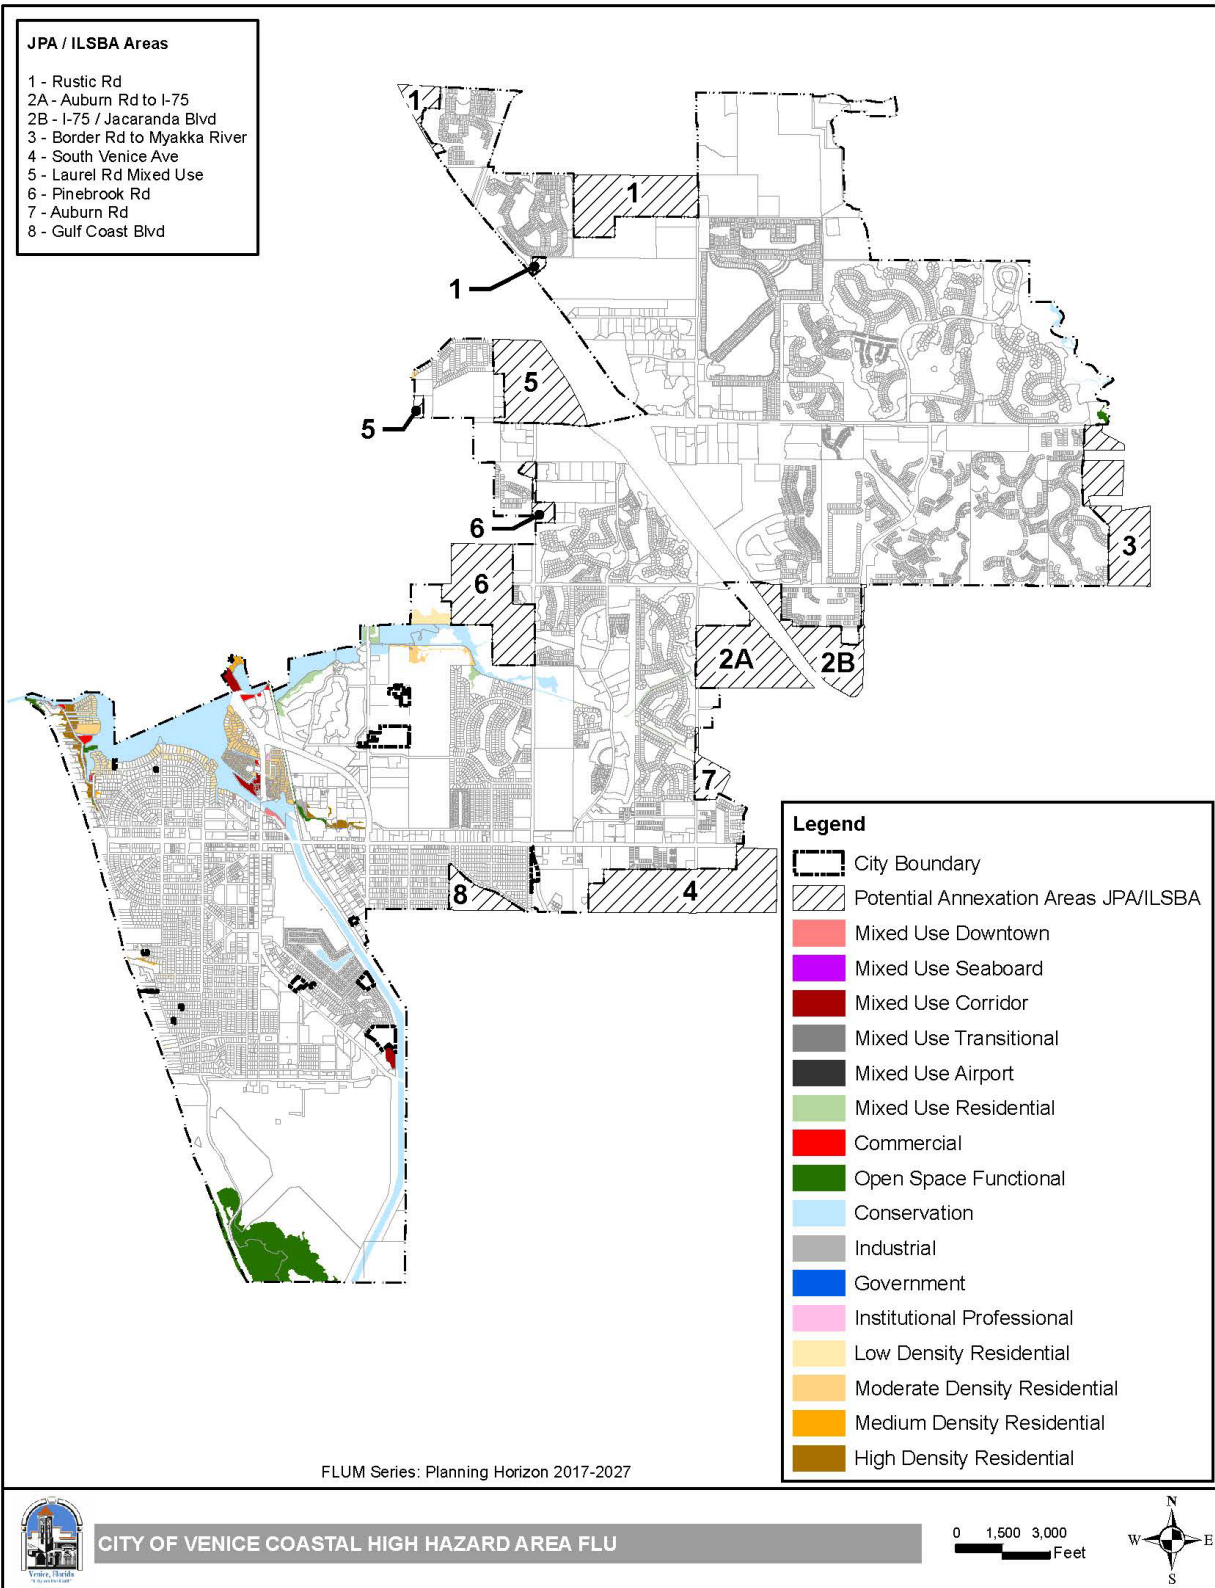 JPA / ILSBA Areas
1 - Rustic Rd
2A - Auburn Rd to I-75
2B - I-75 / Jacaranda Blvd
3 - Border Rd to Myakka River
4 - South Venice Ave
5 - Laurel Rd Mixed Use
6 - Pinebrook Rd
7 - Auburn Rd
8 - Gulf Coast Blvd
1
1
1
5
5
6
3
6
2A
2B
7
8
4
Legend
City Boundary
Potential Annexation Areas JPA/ILSBA
Mixed Use Downtown
Mixed Use Seaboard
Mixed Use Corridor
Mixed Use Transitional
Mixed Use Airport
Mixed Use Residential
Commercial
Open Space Functional
Conservation
Industrial
Government
Institutional Professional
Low Density Residential
Moderate Density Residential
Medium Density Residential
High Density Residential
FLUM Series: Planning Horizon 2017-2027
Venice, Florida
CITY OF VENICE COASTAL HIGH HAZARD AREA FLU
0 1,500 3,000
Feet
N
W E
S